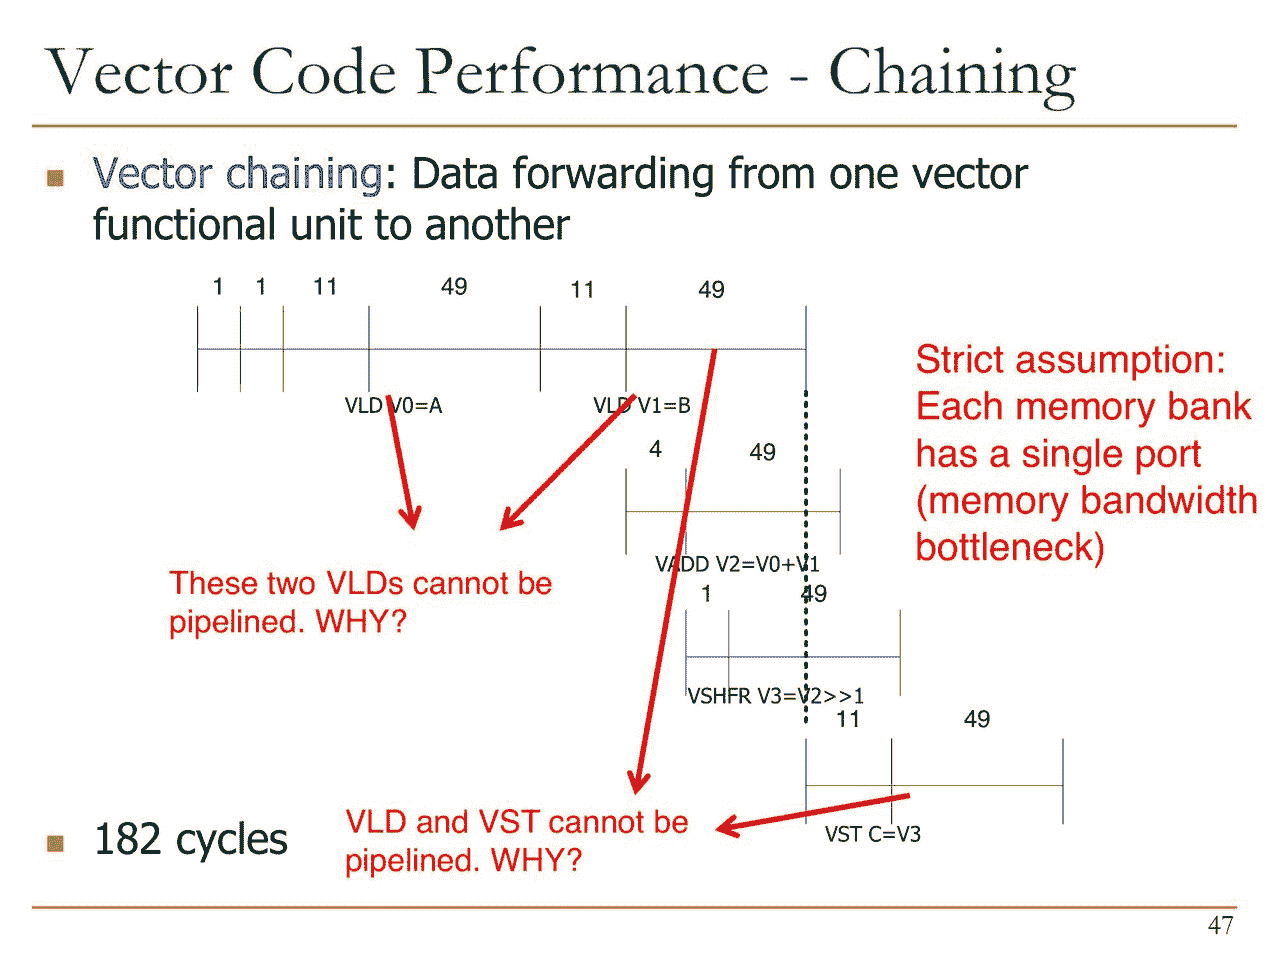 Vector Code Performance - Chaining
Vector chaining: Data forwarding from one vector
functional unit to another
1 1 11 49 11 49
VLD V0=A VLD V1=B
Strict assumption:
Each memory bank
has a single port
(memory bandwidth
bottleneck)
4 49
VADD V2=V0+V1
These two VLDs cannot be
pipelined. WHY?
1 49
VSHFR V3=V2>>1
11 49
VST C=V3
VLD and VST cannot be
pipelined. WHY?
182 cycles
47